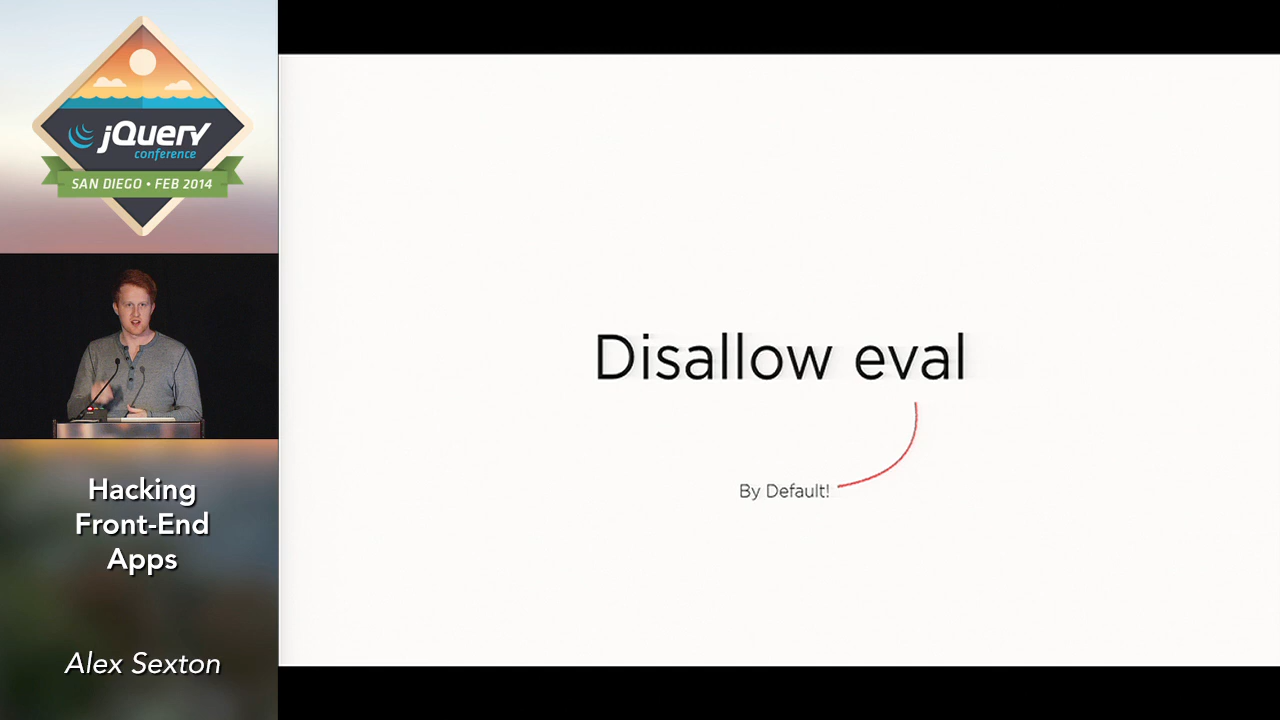 jQuery
conference
SAN DIEGO • FEB 2014
Hacking
Front-End
Apps
Alex Sexton
Disallow eval
By Default!